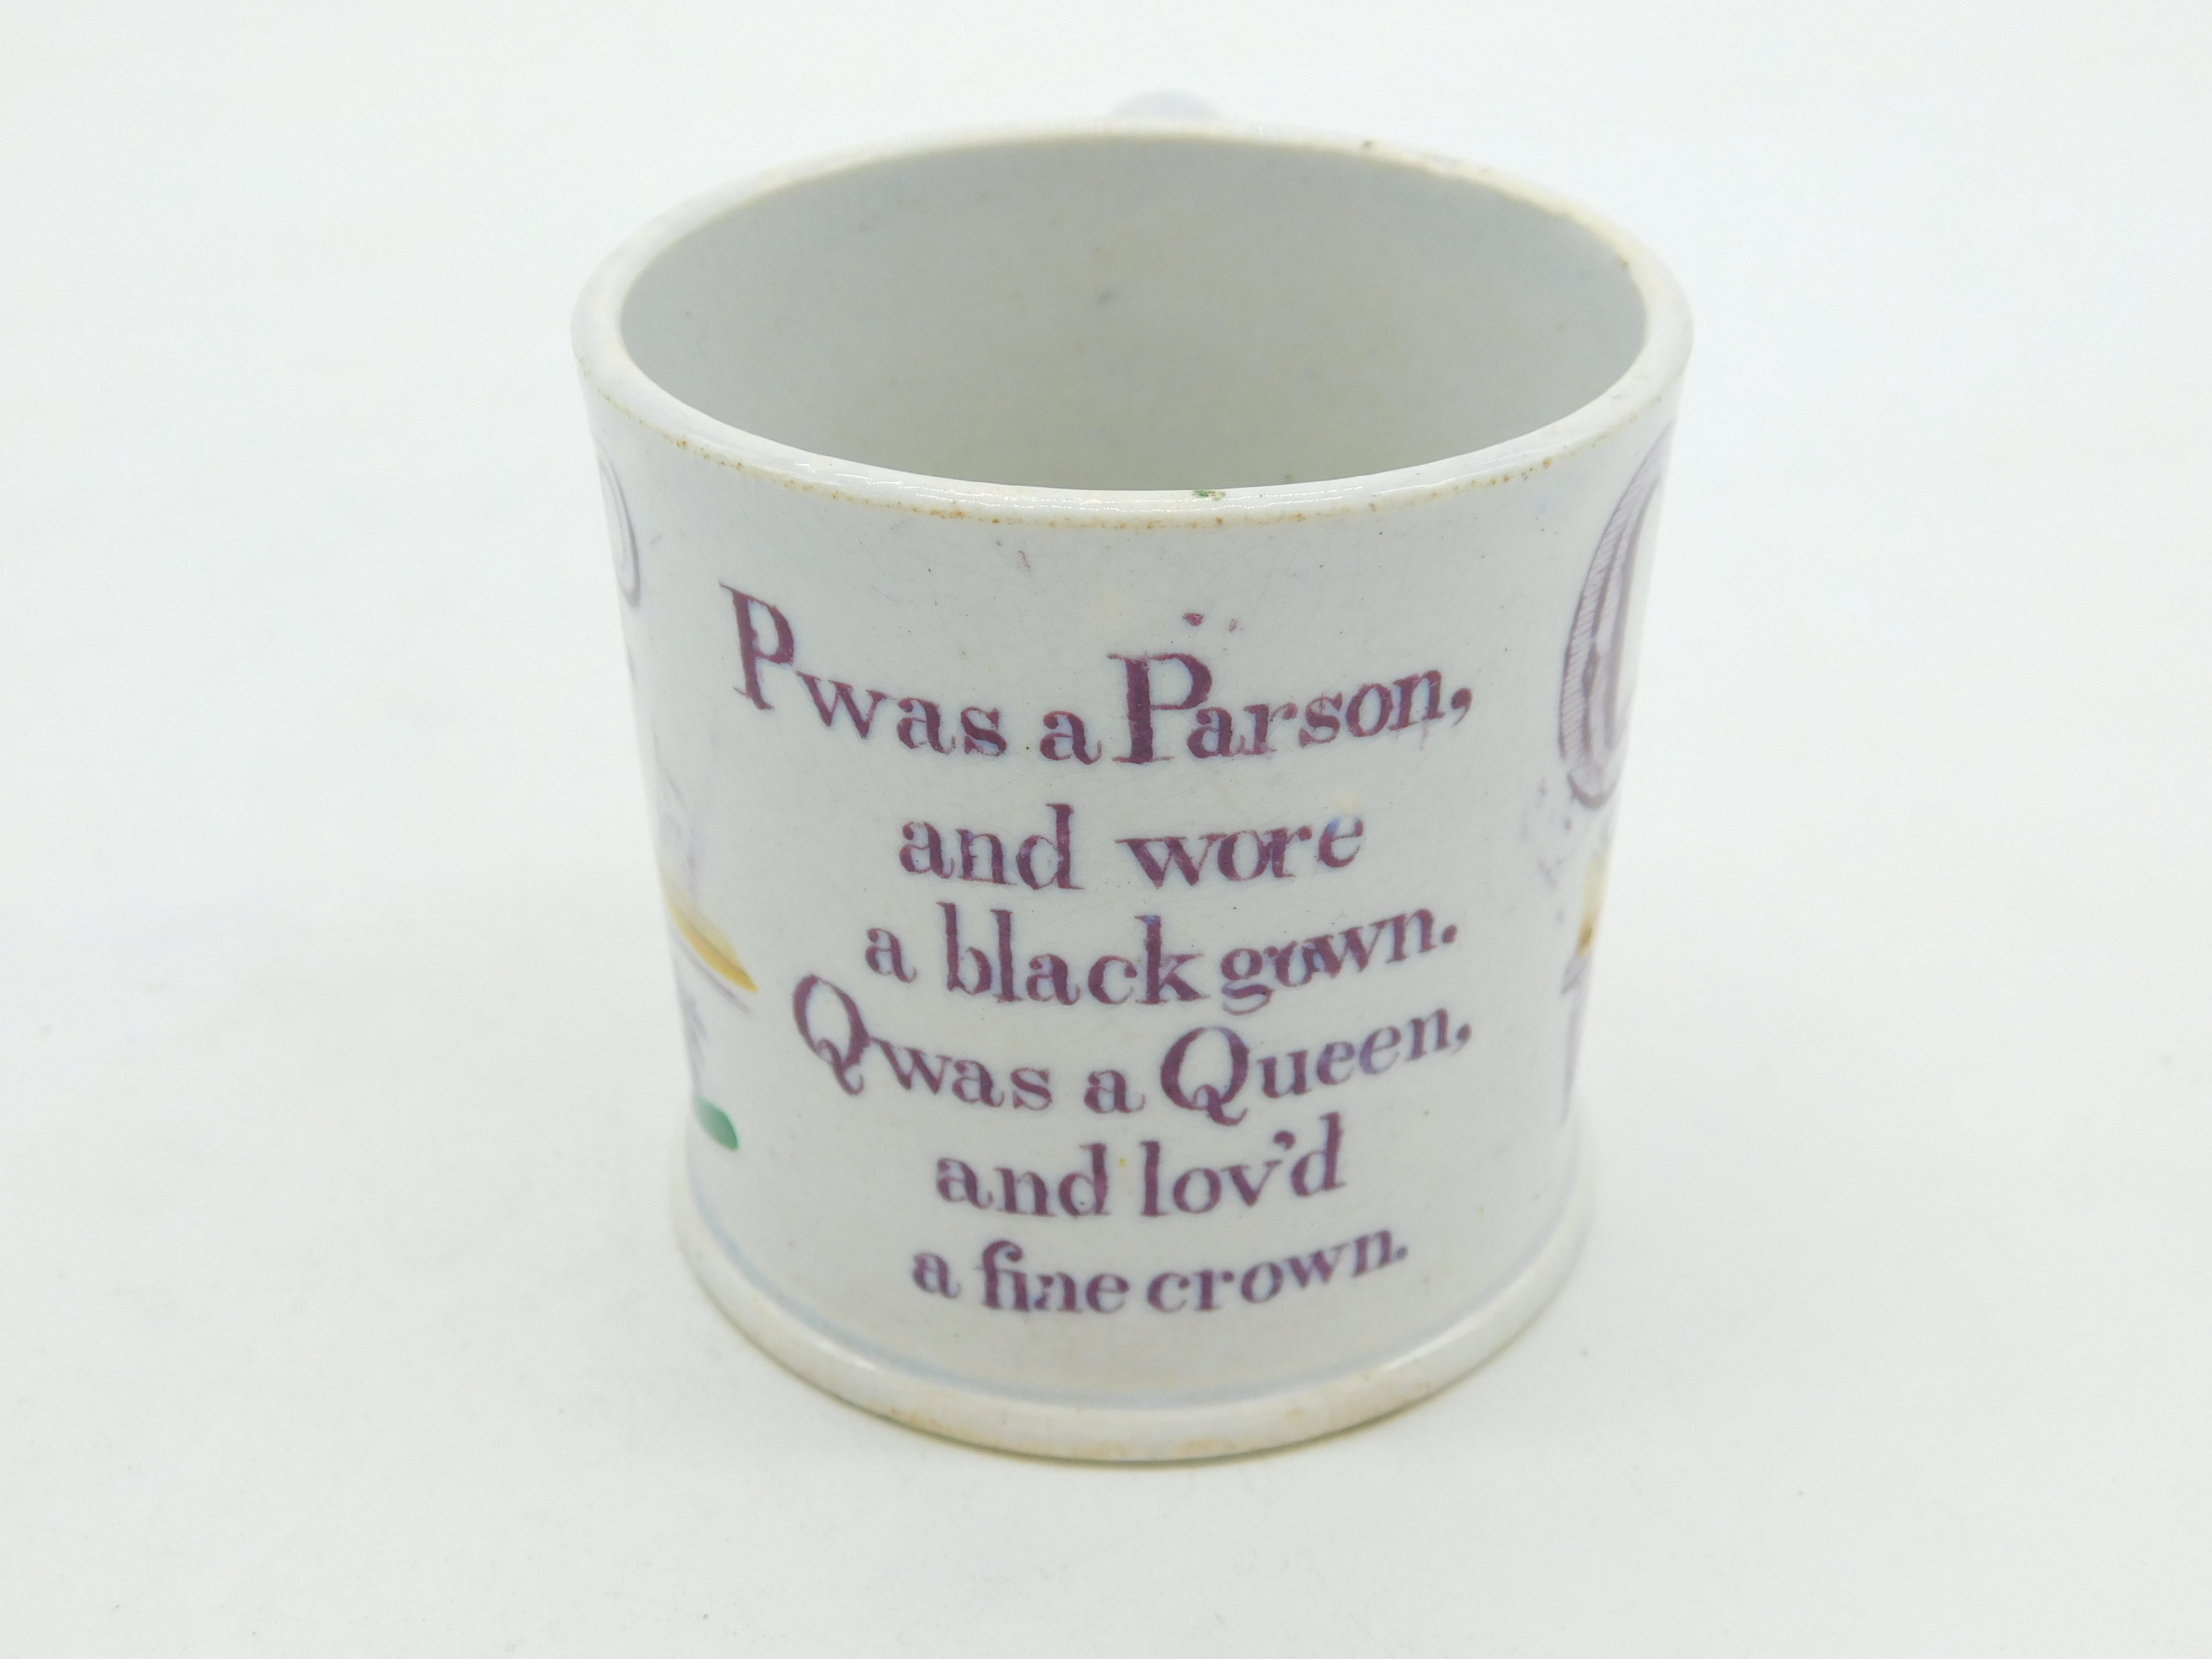 P was a Parson,
and wore
a black gown.
Q was a Queen,
and lov'd
a fine crown.